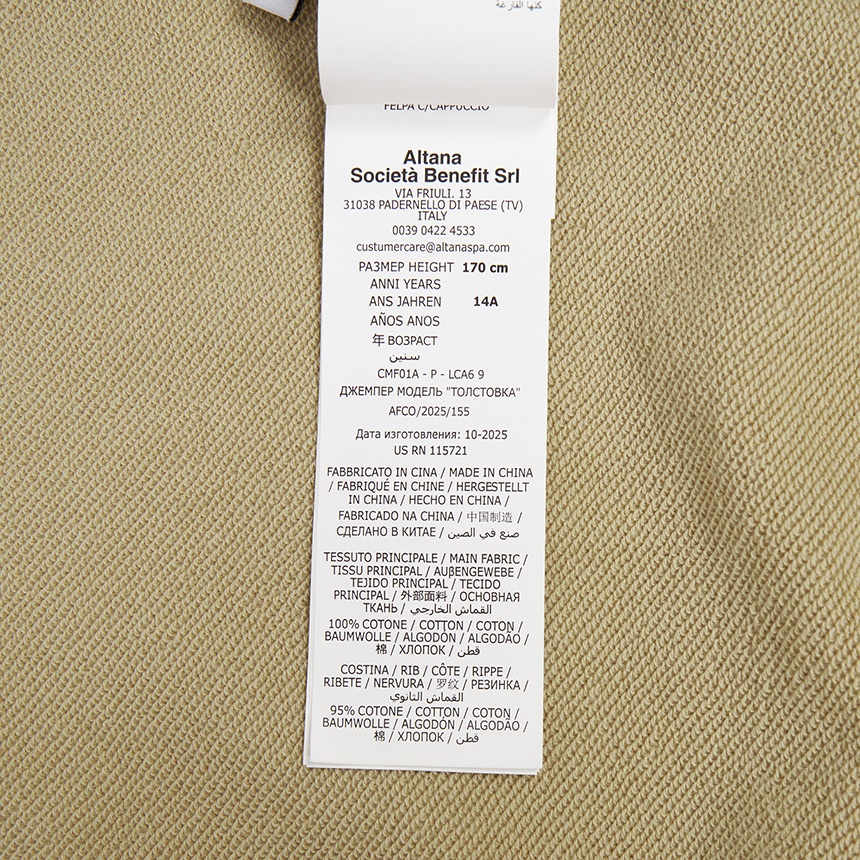 كتها الفارغة
FELPA C/CAPPUCCIO
Altana
Società Benefit Srl
VIA FRIULI. 13
31038 PADERNELLO DI PAESE (TV)
ITALY
0039 0422 4533
custumercare@altanaspa.com
РАЗМЕР HEIGHT 170 cm
ANNI YEARS
ANS JAHREN 14A
AÑOS ANOS
年 ВОЗРАСТ
سنين
CMF01A - P - LCA6 9
ДЖЕМПЕР МОДЕЛЬ "ТОЛСТОВКА"
AFCO/2025/155
Дата изготовления: 10-2025
US RN 115721
FABBRICATO IN CINA / MADE IN CHINA
/ FABRIQUÉ EN CHINE / HERGESTELLT
IN CHINA / HECHO EN CHINA /
FABRICADO NA CHINA / 中国制造 /
СДЕЛАНО В КИТАЕ / صنع في الصين
TESSUTO PRINCIPALE / MAIN FABRIC /
TISSU PRINCIPAL / AUβENGEWEBE /
TEJIDO PRINCIPAL / TECIDO
PRINCIPAL / 外部面料 / ОСНОВНАЯ
ТКАНЬ / القماش الخارجي
100% COTONE / COTTON / COTON /
BAUMWOLLE / ALGODÓN / ALGODÃO /
棉 / ХЛОПОК / قطن
COSTINA / RIB / CÔTE / RIPPE /
RIBETE / NERVURA / 罗纹 / РЕЗИНКА /
القماش الثانوي
95% COTONE / COTTON / COTON /
BAUMWOLLE / ALGODÓN / ALGODÃO /
棉 / ХЛОПОК / قطن